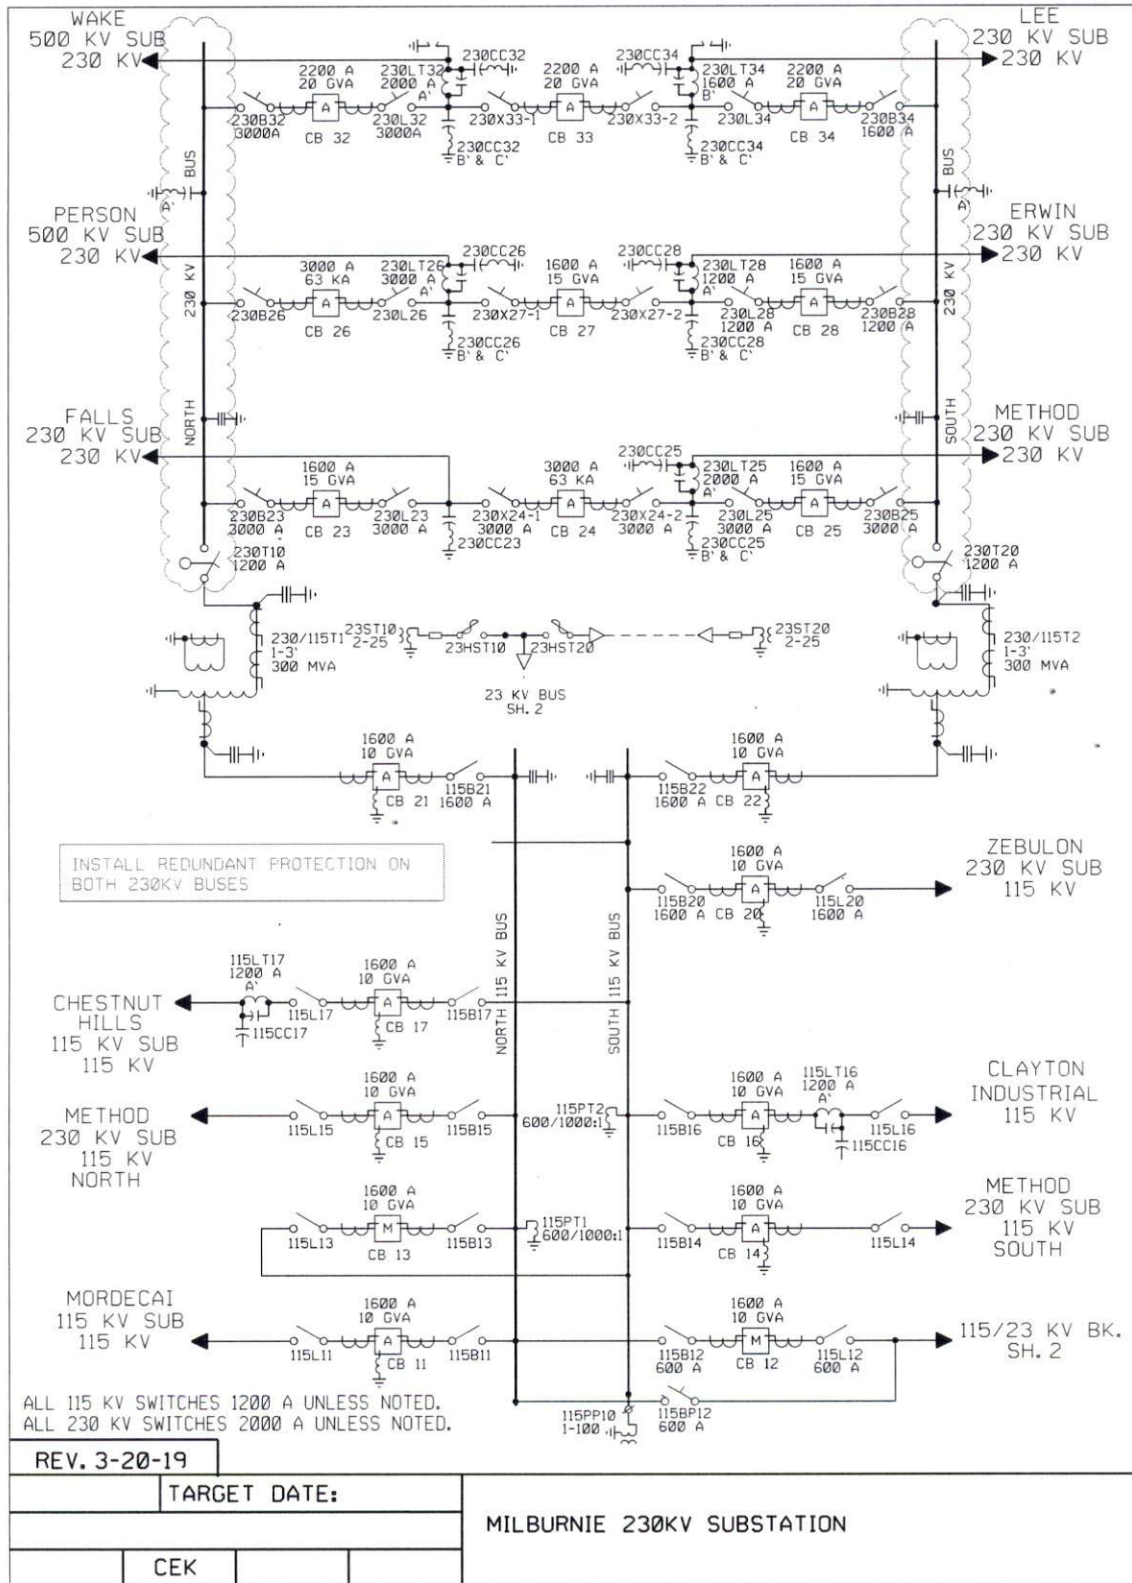 WAKE
500 KV SUB
230 KV
LEE
230 KV SUB
230 KV
230CC32
230CC34
2200 A
20 GVA
230LT32
2000 A
A'
2200 A
20 GVA
230LT34
1600 A
B'
2200 A
20 GVA
A
A
A
230B32
3000A
CB 32
230L32
3000A
230X33-1
CB 33
230X33-2
230L34
CB 34
230B34
1600 A
230CC32
B' & C'
230CC34
B' & C'
BUS
BUS
A'
A'
PERSON
500 KV SUB
230 KV
ERWIN
230 KV SUB
230 KV
230CC26
230CC28
3000 A
63 KA
230LT26
3000 A
A'
1600 A
15 GVA
230LT28
1200 A
A'
1600 A
15 GVA
230 KV
230 KV
A
A
A
230B26
CB 26
230L26
230X27-1
CB 27
230X27-2
230L28
1200 A
CB 28
230B28
1200 A
230CC26
B' & C'
230CC28
B' & C'
FALLS
230 KV SUB
230 KV
NORTH
SOUTH
METHOD
230 KV SUB
230 KV
230CC25
1600 A
15 GVA
3000 A
63 KA
230LT25
2000 A
A'
1600 A
15 GVA
A
A
A
230B23
3000 A
CB 23
230L23
3000 A
230X24-1
3000 A
CB 24
230X24-2
3000 A
230L25
3000 A
CB 25
230B25
3000 A
230CC23
230CC25
B' & C'
230T10
1200 A
230T20
1200 A
230/115T1
1-3'
300 MVA
23ST10
2-25
23HST10
23HST20
23ST20
2-25
230/115T2
1-3'
300 MVA
23 KV BUS
SH.2
1600 A
10 GVA
1600 A
10 GVA
A
A
CB 21
115B21
1600 A
115B22
1600 A
CB 22
INSTALL REDUNDANT PROTECTION ON
BOTH 230KV BUSES
1600 A
10 GVA
ZEBULON
230 KV SUB
115 KV
A
115B20
1600 A
CB 20
115L20
1600 A
NORTH 115 KV BUS
SOUTH 115 KV BUS
115LT17
1200 A
A'
1600 A
10 GVA
CHESTNUT
HILLS
115 KV SUB
115 KV
A
115CC17
115L17
CB 17
115B17
METHOD
230 KV SUB
115 KV
NORTH
1600 A
10 GVA
A
115L15
CB 15
115B15
115PT2
600/1000:1
1600 A
10 GVA
115LT16
1200 A
A'
CLAYTON
INDUSTRIAL
115 KV
A
115B16
CB 16
115L16
115CC16
1600 A
10 GVA
M
115L13
CB 13
115B13
115PT1
600/1000:1
1600 A
10 GVA
METHOD
230 KV SUB
115 KV
SOUTH
A
115B14
CB 14
115L14
MORDECAI
115 KV SUB
115 KV
1600 A
10 GVA
A
115L11
CB 11
115B11
1600 A
10 GVA
M
115B12
600 A
CB 12
115L12
600 A
115/23 KV BK.
SH.2
115PP10
1-100
115BP12
600 A
ALL 115 KV SWITCHES 1200 A UNLESS NOTED.
ALL 230 KV SWITCHES 2000 A UNLESS NOTED.
REV. 3-20-19
TARGET DATE:
MILBURNIE 230KV SUBSTATION
CEK